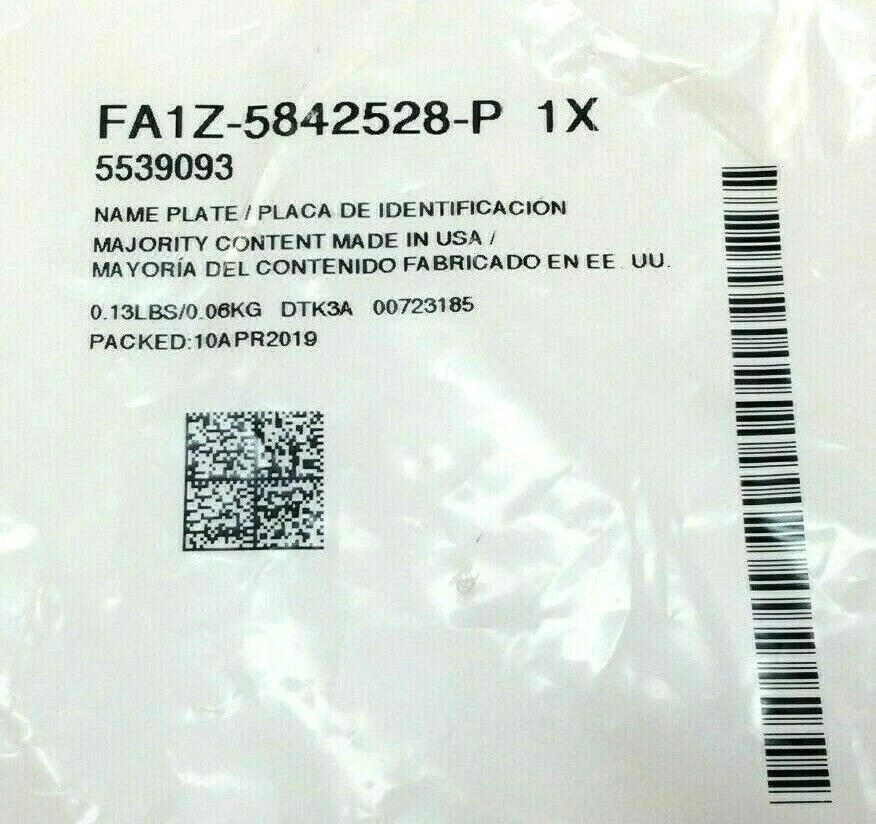 FA1Z-5842528-P 1X
5539093
NAME PLATE / PLACA DE IDENTIFICACIÓN
MAJORITY CONTENT MADE IN USA /
MAYORÍA DEL CONTENIDO FABRICADO EN EE. UU.
0.13LBS/0.06KG DTK3A 00723185
PACKED:10APR2019